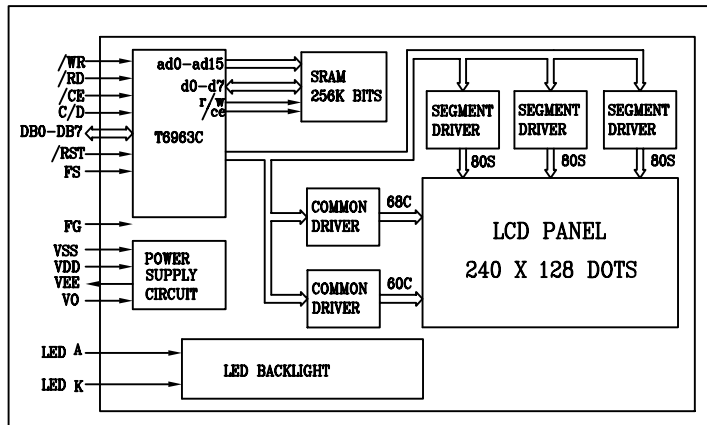 /WR
/RD
/CE
C/D
DB0-DB7
/RST
FS
FG
VSS
VDD
VEE
VO
LED A
LED K
ad0-ad15
d0-d7
r/w
/ce
T6963C
SRAM
256K BITS
SEGMENT
DRIVER
SEGMENT
DRIVER
SEGMENT
DRIVER
80S
80S
80S
COMMON
DRIVER
68C
COMMON
DRIVER
60C
LCD PANEL
240 X 128 DOTS
POWER
SUPPLY
CIRCUIT
LED BACKLIGHT